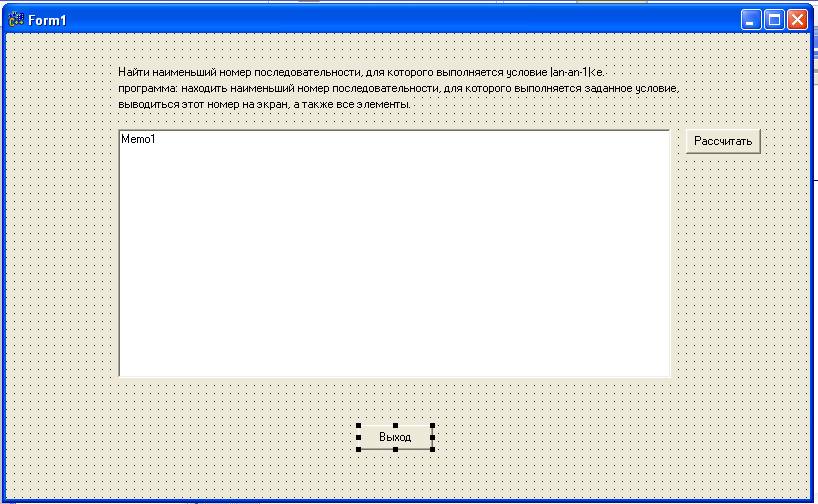 Form1
Найти наименьший номер последовательности, для которого выполняется условие |an-an-1|<e.
программа: находить наименьший номер последовательности, для которого выполняется заданное условие,
выводиться этот номер на экран, а также все элементы.
Memo1
Рассчитать
Выход